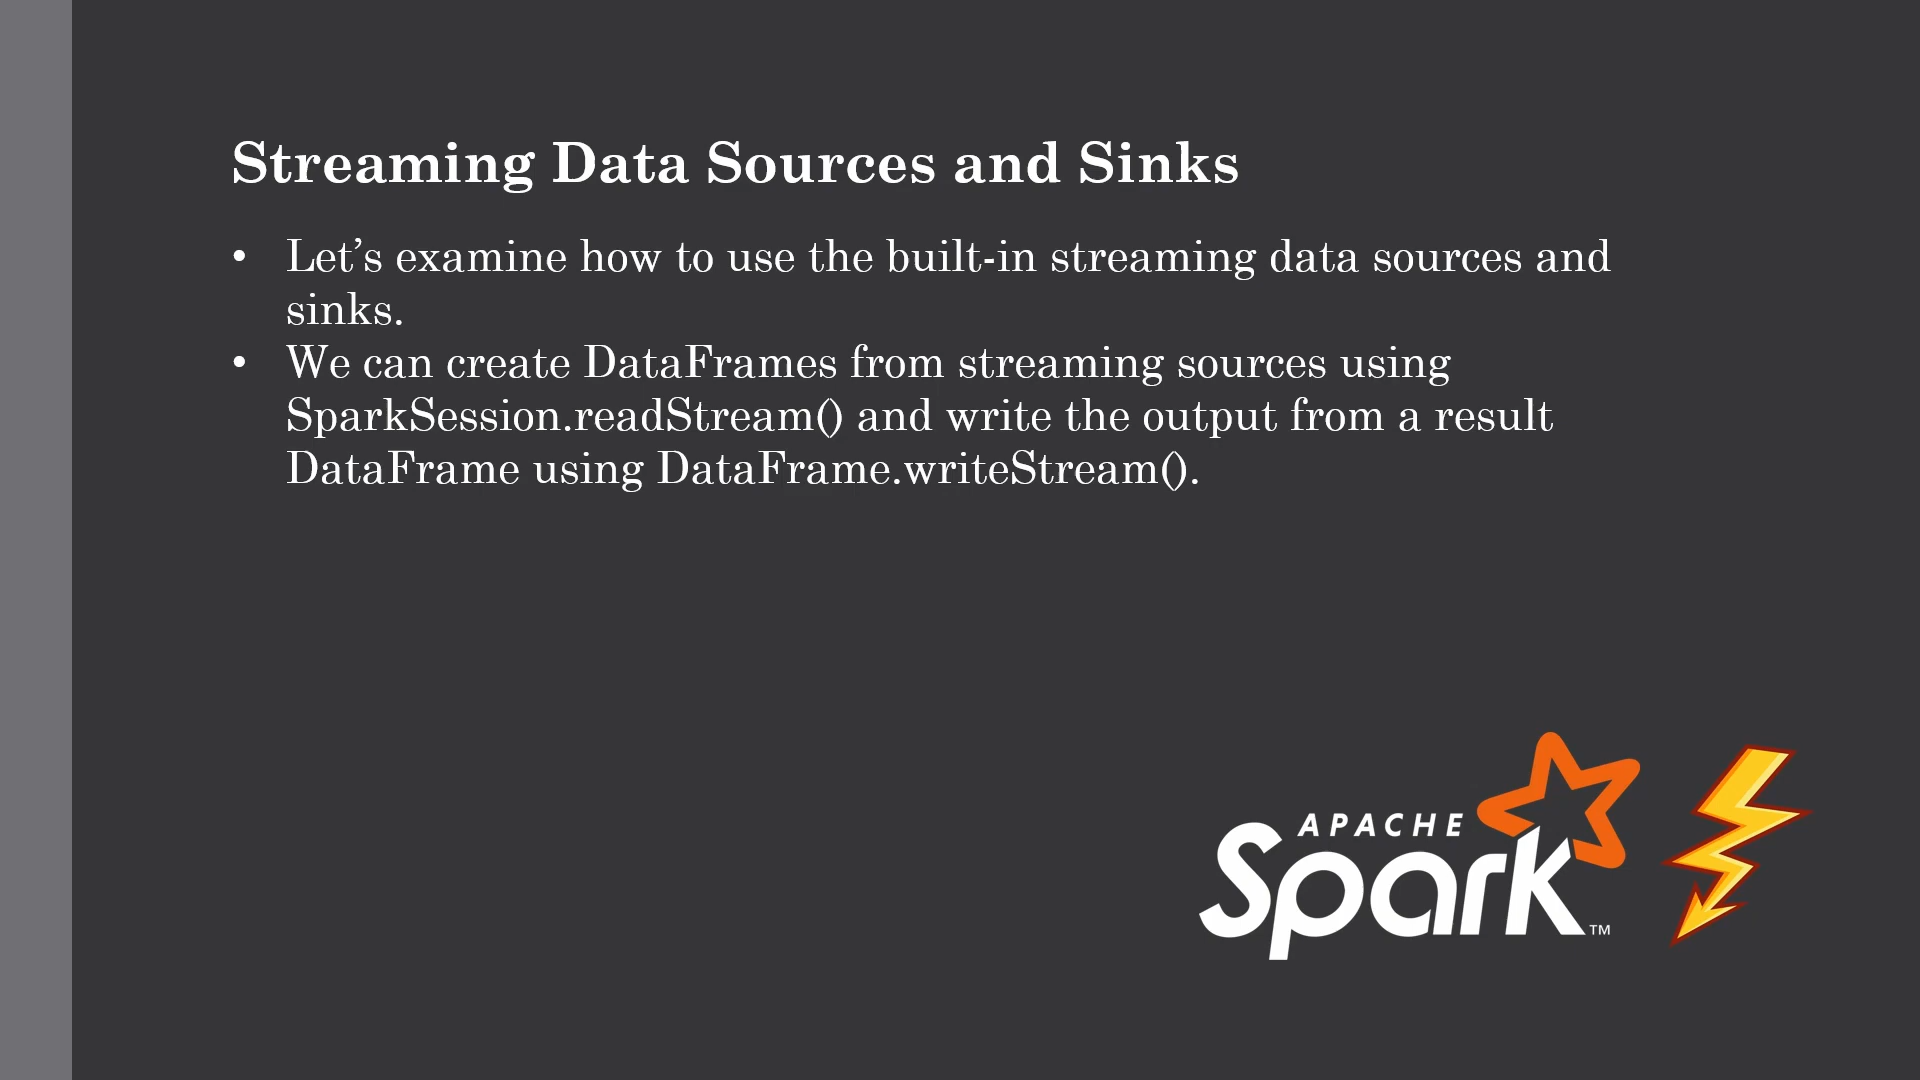 Streaming Data Sources and Sinks
• Let’s examine how to use the built-in streaming data sources and
sinks.
• We can create DataFrames from streaming sources using
SparkSession.readStream() and write the output from a result
DataFrame using DataFrame.writeStream().
APACHE
Spark™